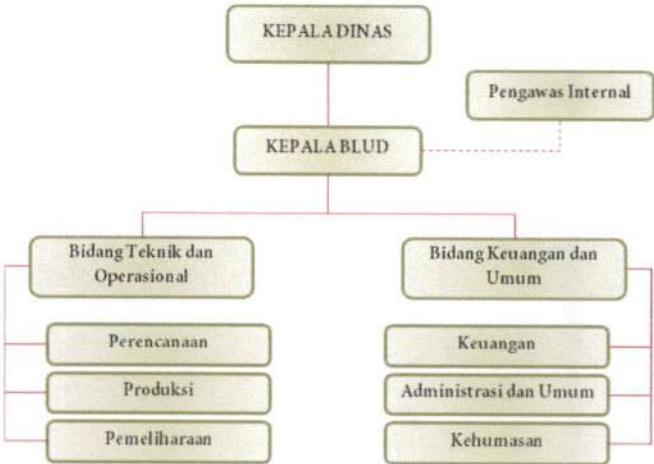 KEPALA DINAS
Pengawas Internal
KEPALA BLUD
Bidang Teknik dan
Operasional
Bidang Keuangan dan
Umum
Perencanaan
Keuangan
Produksi
Administrasi dan Umum
Pemeliharaan
Kehumasan